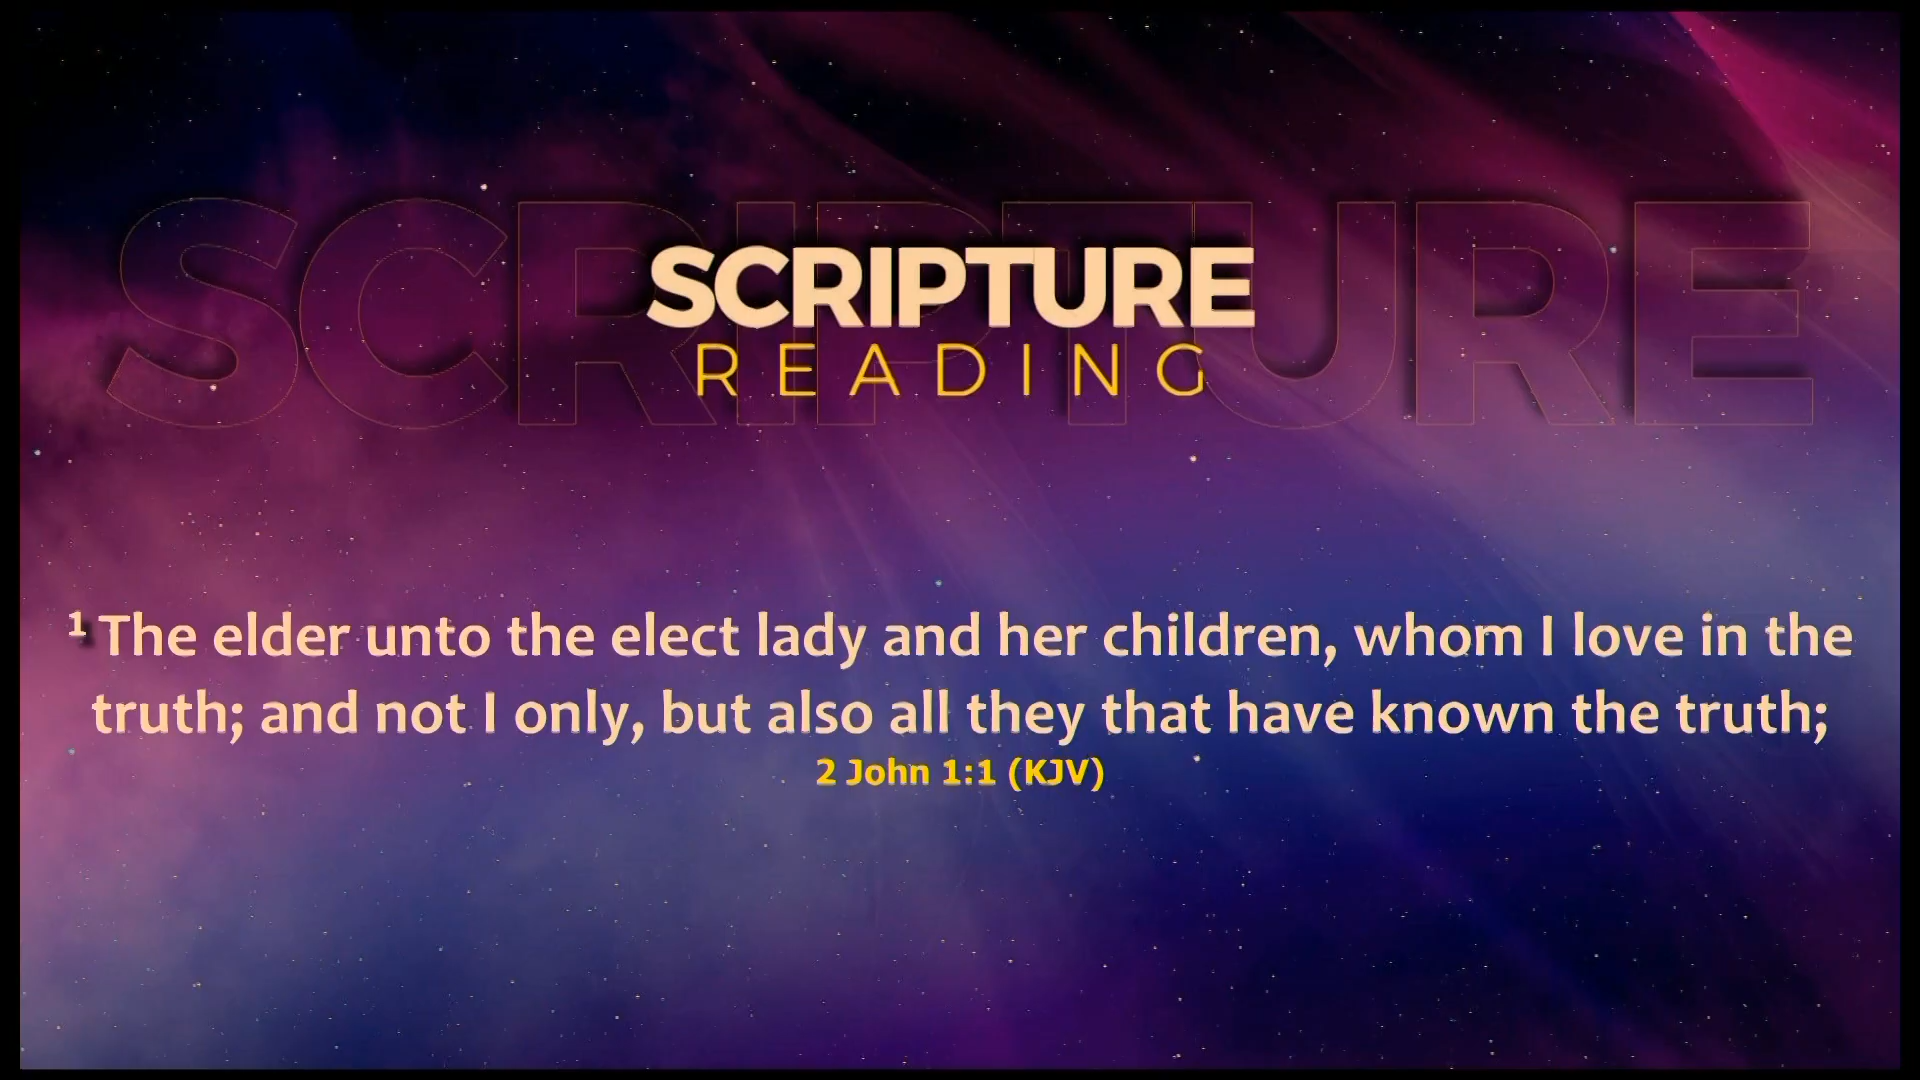 SCRIPTURE
SCRIPTURE
READING
¹ The elder unto the elect lady and her children, whom I love in the
truth; and not I only, but also all they that have known the truth;
2 John 1:1 (KJV)